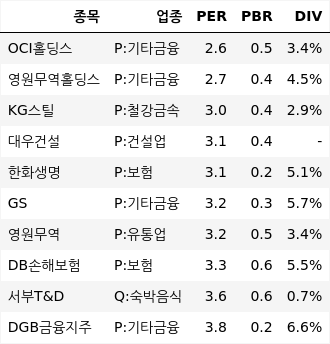 종목 업종 PER PBR DIV
OCI홀딩스 P:기타금융 2.6 0.5 3.4%
영원무역홀딩스 P:기타금융 2.7 0.4 4.5%
KG스틸 P:철강금속 3.0 0.4 2.9%
대우건설 P:건설업 3.1 0.4 -
한화생명 P:보험 3.1 0.2 5.1%
GS P:기타금융 3.2 0.3 5.7%
영원무역 P:유통업 3.2 0.5 3.4%
DB손해보험 P:보험 3.3 0.6 5.5%
서부T&D Q:숙박음식 3.6 0.6 0.7%
DGB금융지주 P:기타금융 3.8 0.2 6.6%